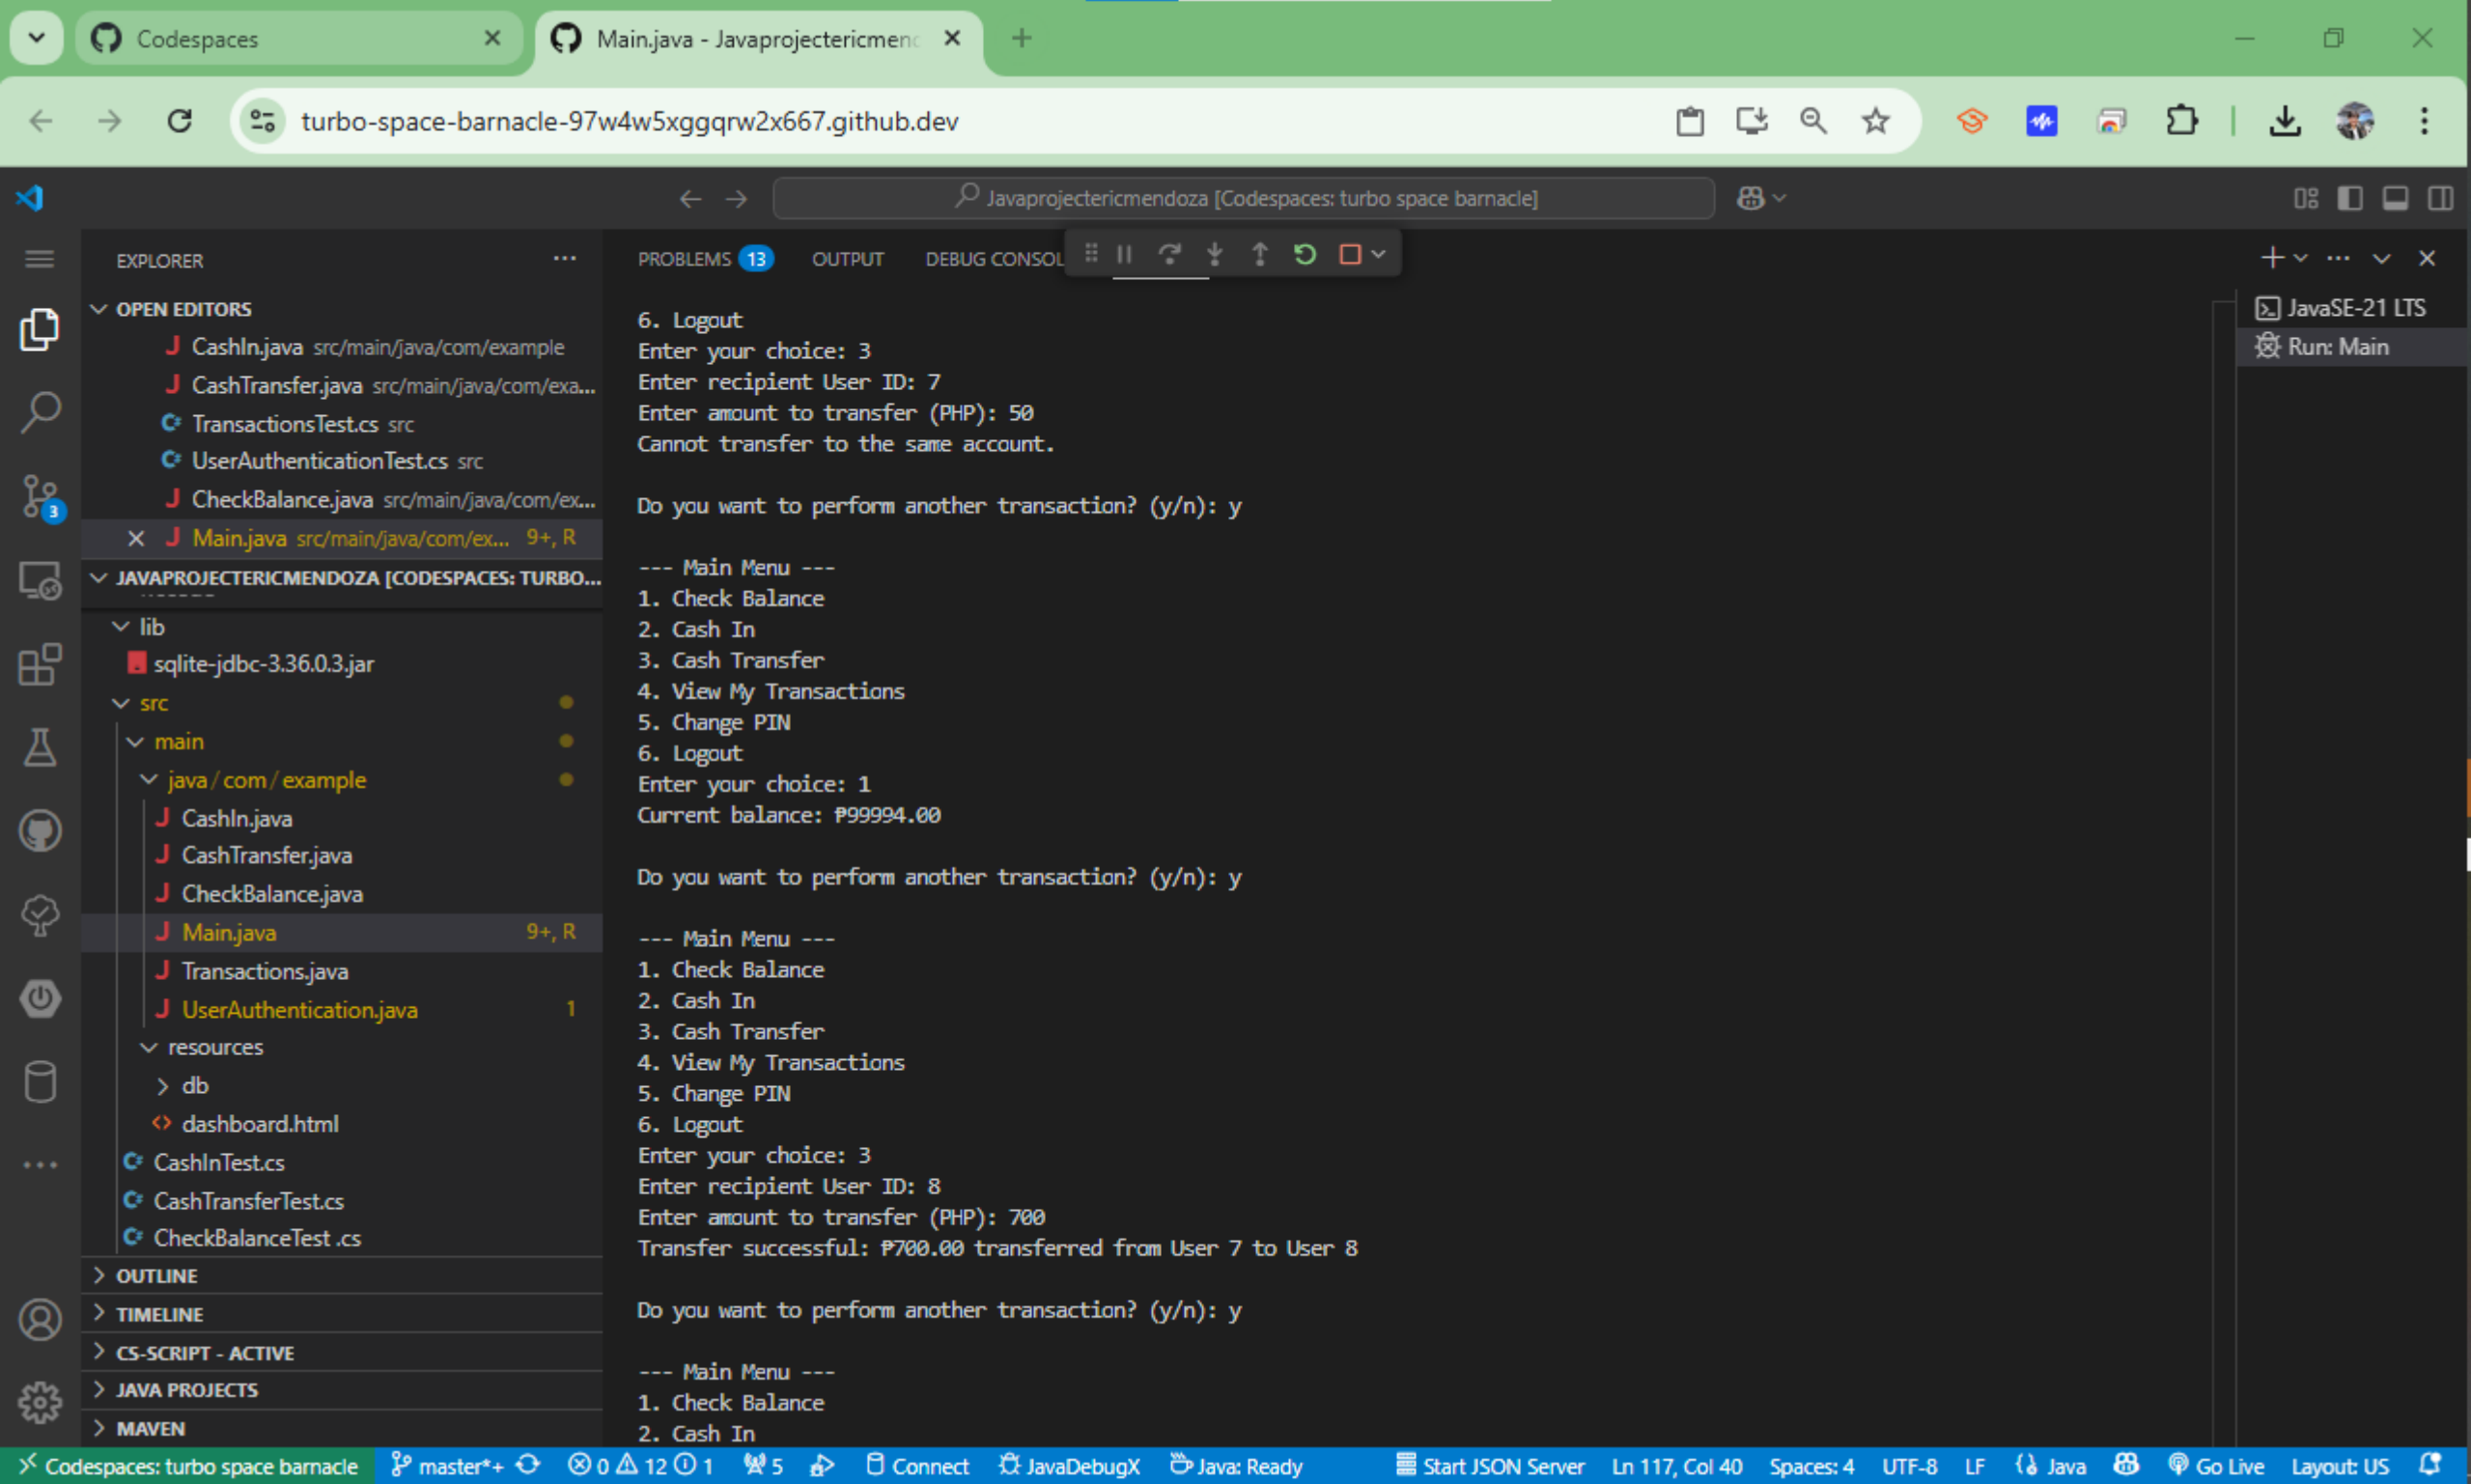 Codespaces
Main.java - Javaprojectericmend
turbo-space-barnacle-97w4w5xggqrw2x667.github.dev
Javaprojectericmendoza [Codespaces: turbo space barnacle]
EXPLORER
OPEN EDITORS
CashIn.java src/main/java/com/example
CashTransfer.java src/main/java/com/exa...
TransactionsTest.cs src
UserAuthenticationTest.cs src
CheckBalance.java src/main/java/com/ex...
Main.java src/main/java/com/ex... 9+, R
JAVAPROJECTERICMENDOZA [CODESPACES: TURBO...
lib
sqlite-jdbc-3.36.0.3.jar
src
main
java / com / example
CashIn.java
CashTransfer.java
CheckBalance.java
Main.java 9+, R
Transactions.java
UserAuthentication.java 1
resources
db
dashboard.html
CashInTest.cs
CashTransferTest.cs
CheckBalanceTest .cs
OUTLINE
TIMELINE
CS-SCRIPT - ACTIVE
JAVA PROJECTS
MAVEN
3
PROBLEMS 13 OUTPUT DEBUG CONSOL
6. Logout
Enter your choice: 3
Enter recipient User ID: 7
Enter amount to transfer (PHP): 50
Cannot transfer to the same account.
Do you want to perform another transaction? (y/n): y
--- Main Menu ---
1. Check Balance
2. Cash In
3. Cash Transfer
4. View My Transactions
5. Change PIN
6. Logout
Enter your choice: 1
Current balance: ₱99994.00
Do you want to perform another transaction? (y/n): y
--- Main Menu ---
1. Check Balance
2. Cash In
3. Cash Transfer
4. View My Transactions
5. Change PIN
6. Logout
Enter your choice: 3
Enter recipient User ID: 8
Enter amount to transfer (PHP): 700
Transfer successful: ₱700.00 transferred from User 7 to User 8
Do you want to perform another transaction? (y/n): y
--- Main Menu ---
1. Check Balance
2. Cash In
JavaSE-21 LTS
Run: Main
Codespaces: turbo space barnacle master*+ 0 12 1 5 Connect JavaDebugX Java: Ready Start JSON Server Ln 117, Col 40 Spaces: 4 UTF-8 LF Java Go Live Layout: US